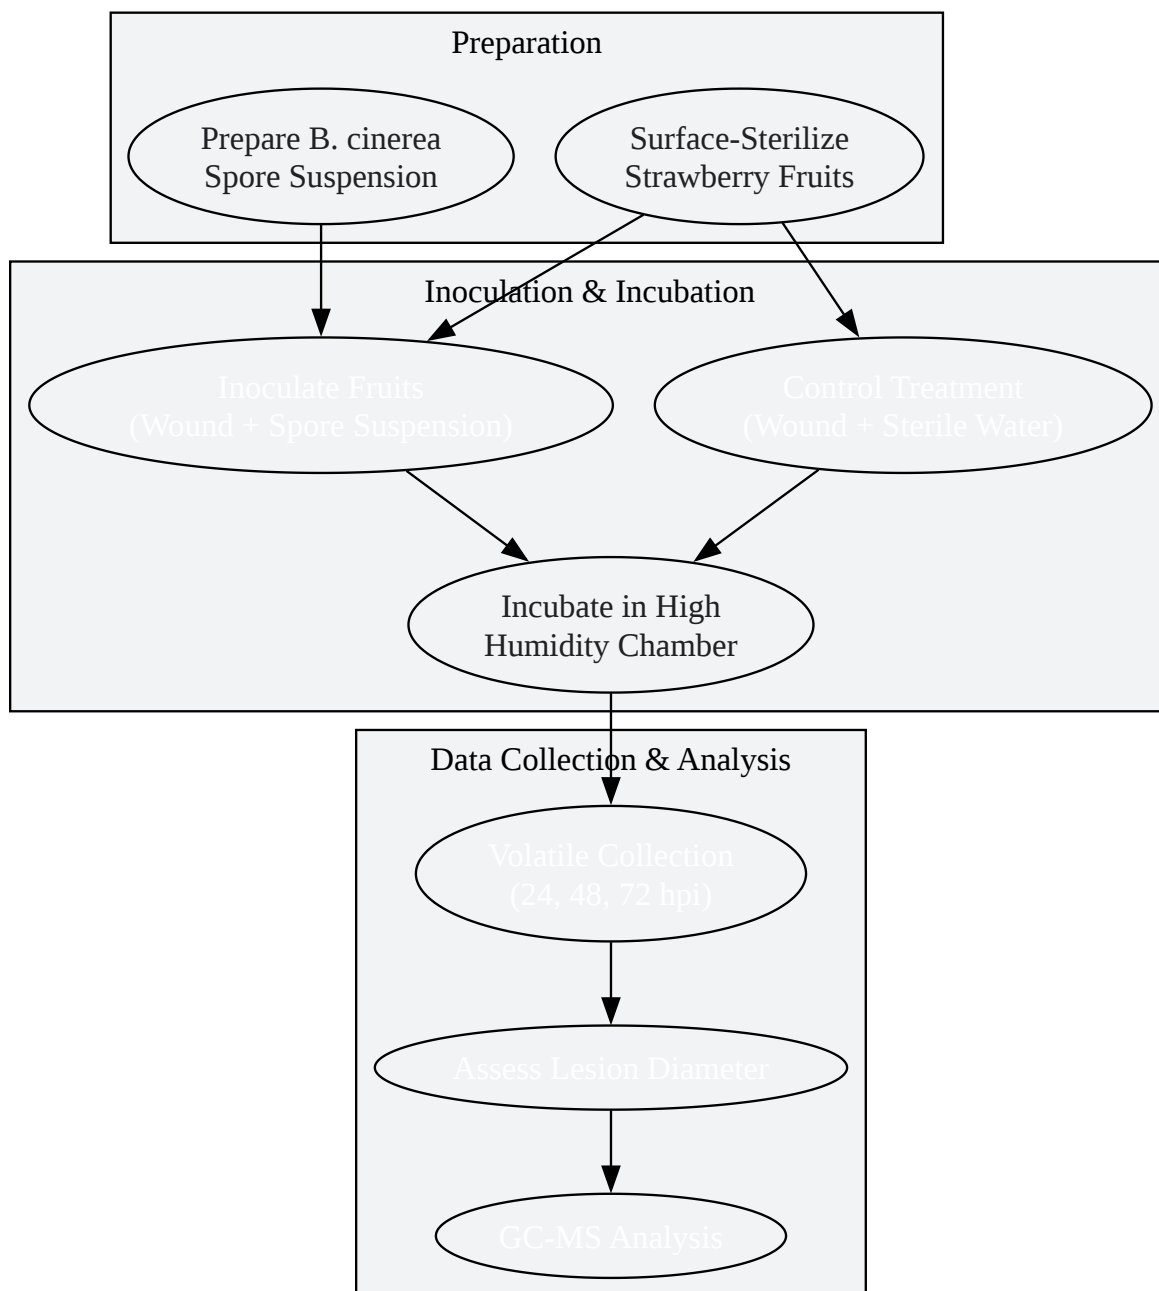 Preparation
Prepare B. cinerea
Spore Suspension
Surface-Sterilize
Strawberry Fruits
Inoculation & Incubation
Inoculate Fruits
(Wound + Spore Suspension)
Control Treatment
(Wound + Sterile Water)
Incubate in High
Humidity Chamber
Data Collection & Analysis
Volatile Collection
(24, 48, 72 hpi)
Assess Lesion Diameter
GC-MS Analysis